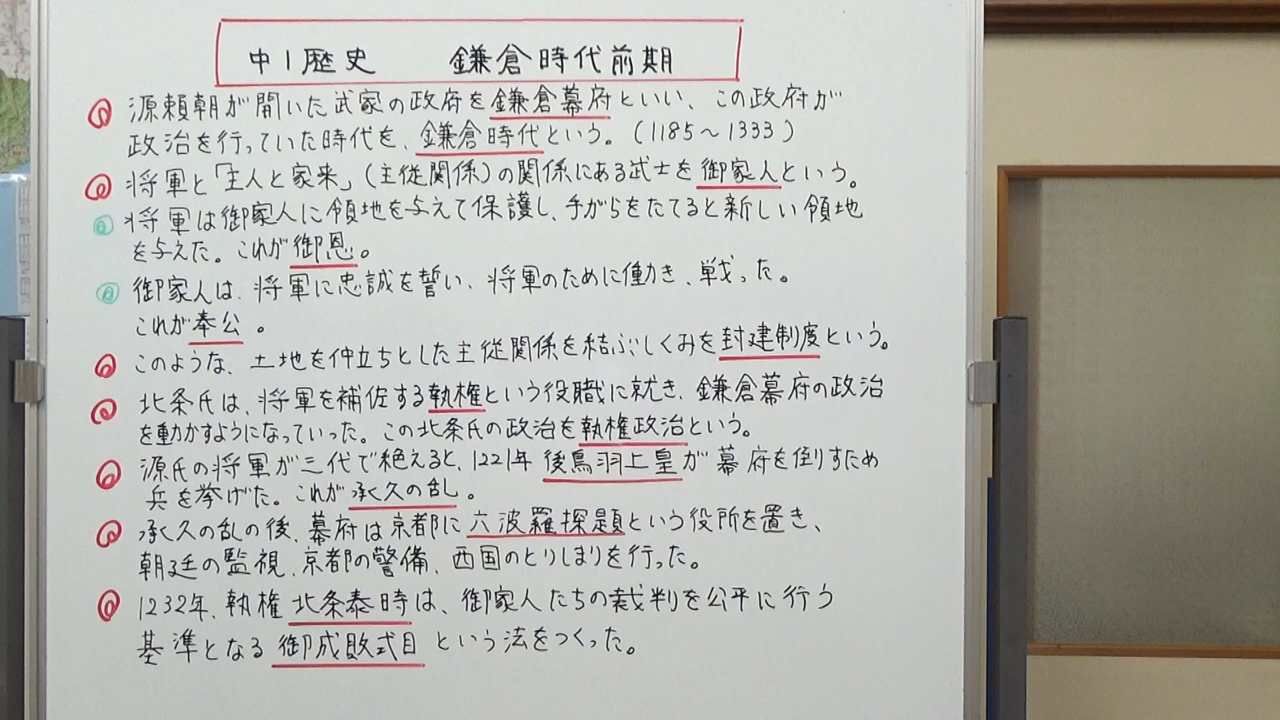 中1歴史 鎌倉時代前期
源頼朝が開いた武家の政府を鎌倉幕府といい、この政府が
政治を行っていた時代を、鎌倉時代という。(1185～1333)
将軍と「主人と家来」(主従関係)の関係にある武士を御家人という。
将軍は御家人に領地を与えて保護し、手がらをたてると新しい領地
を与えた。これが御恩。
御家人は、将軍に忠誠を誓い、将軍のために働き、戦った。
これが奉公。
このような、土地を仲立ちとした主従関係を結ぶしくみを封建制度という。
北条氏は、将軍を補佐する執権という役職に就き、鎌倉幕府の政治
を動かすようになっていった。この北条氏の政治を執権政治という。
源氏の将軍が三代で絶えると、1221年後鳥羽上皇が幕府を倒すため
兵を挙げた。これが承久の乱。
承久の乱の後、幕府は京都に六波羅探題という役所を置き、
朝廷の監視、京都の警備、西国のとりしまりを行った。
1232年、執権北条泰時は、御家人たちの裁判を公平に行う
基準となる御成敗式目という法をつくった。